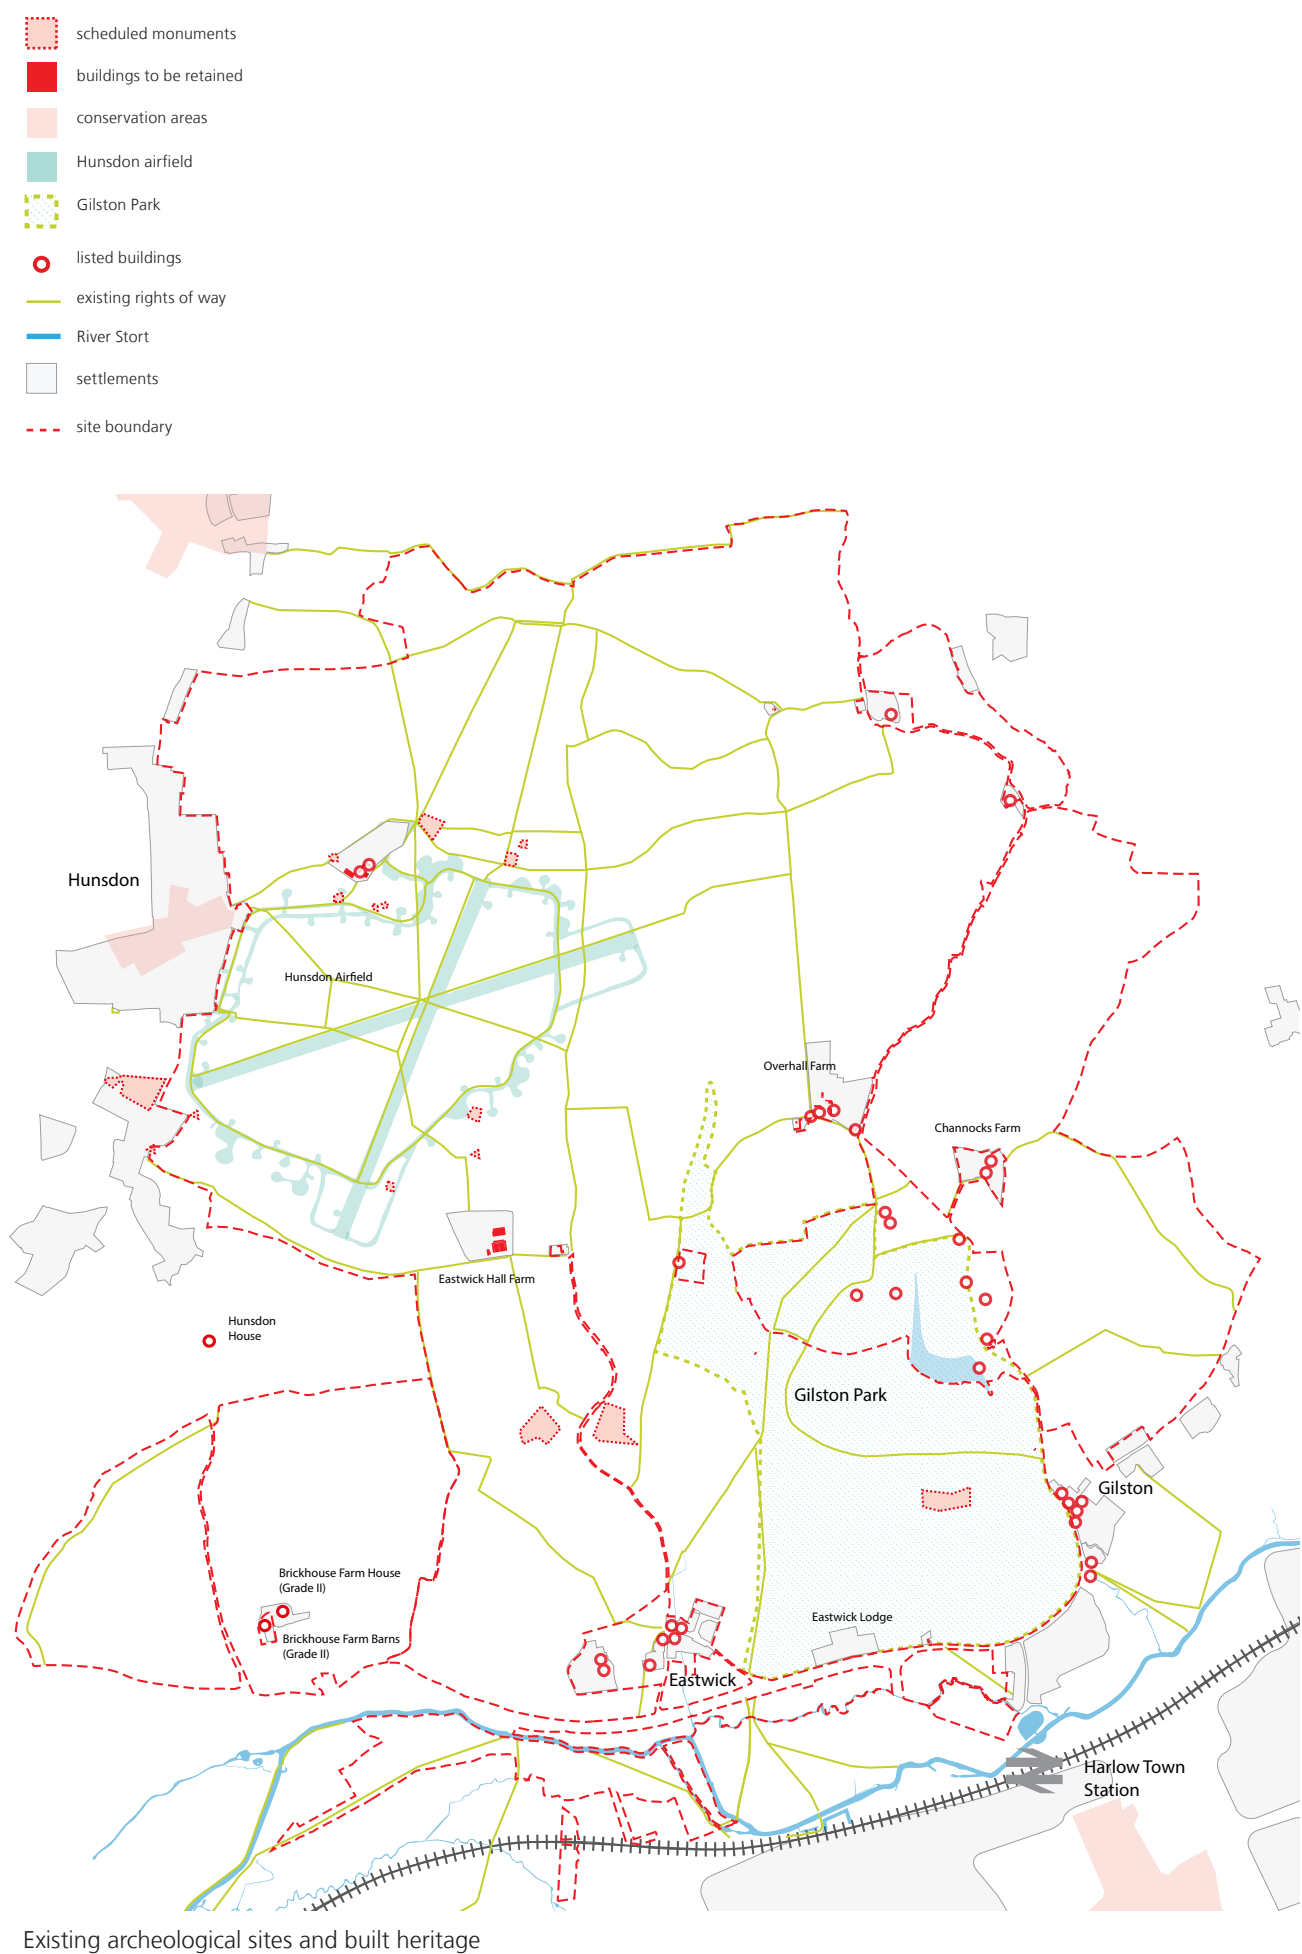 scheduled monuments
buildings to be retained
conservation areas
Hunsdon airfield
Gilston Park
listed buildings
existing rights of way
River Stort
settlements
site boundary
Hunsdon
Hunsdon Airfield
Overhall Farm
Channocks Farm
Eastwick Hall Farm
Hunsdon
House
Gilston Park
Gilston
Brickhouse Farm House
(Grade II)
Eastwick Lodge
Brickhouse Farm Barns
(Grade II)
Eastwick
Harlow Town
Station
Existing archeological sites and built heritage